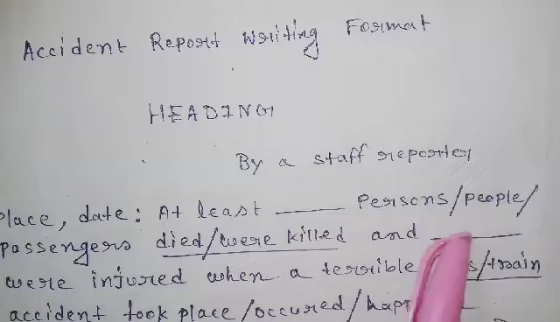 Accident Report Writing Format
HEADING
By a staff reporter
Place, date: At least ____ Persons/people/
passengers died/were killed and ____
were injured when a terrible s/train
accident took place/occured/happ